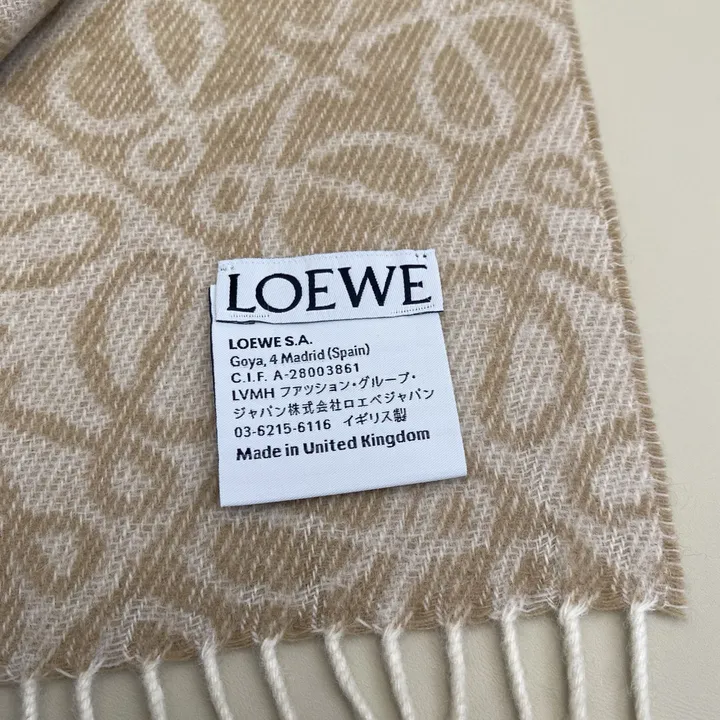 LOEWE
LOEWE S.A.
Goya, 4 Madrid (Spain)
C.I.F. A-28003861
LVMH ファッション・グループ・
ジャパン株式会社ロエベジャパン
03-6215-6116 イギリス製
Made in United Kingdom